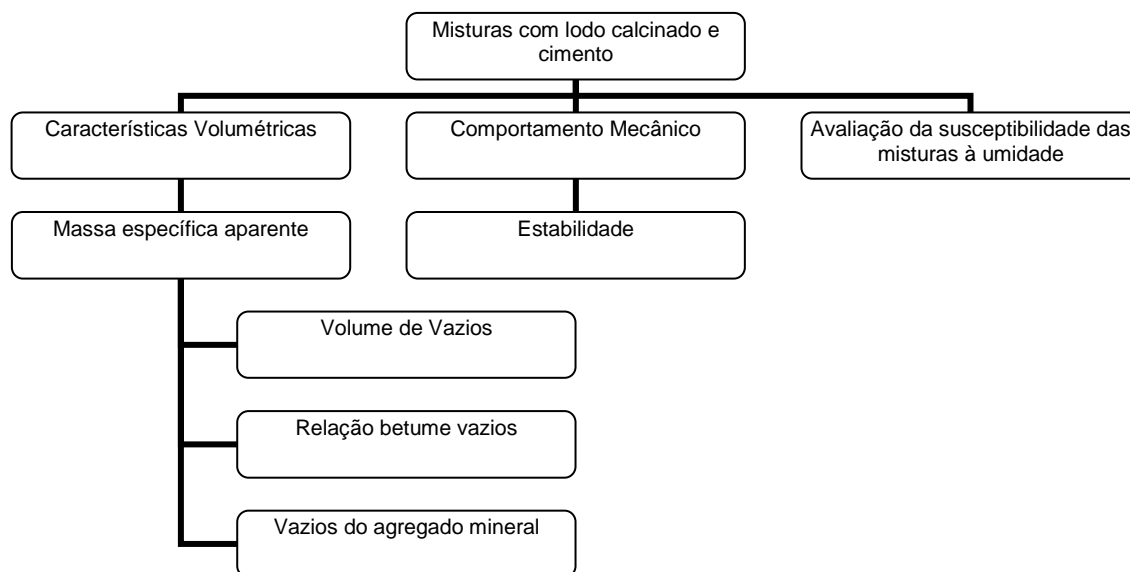 Misturas com lodo calcinado e
cimento
Características Volumétricas
Comportamento Mecânico
Avaliação da susceptibilidade das
misturas à umidade
Massa específica aparente
Estabilidade
Volume de Vazios
Relação betume vazios
Vazios do agregado mineral